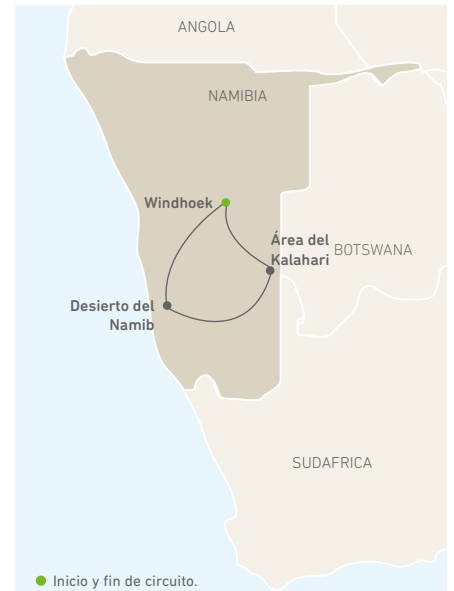 ANGOLA
NAMIBIA
Windhoek
Área del
Kalahari
BOTSWANA
Desierto del
Namib
SUDAFRICA
Inicio y fin de circuito.